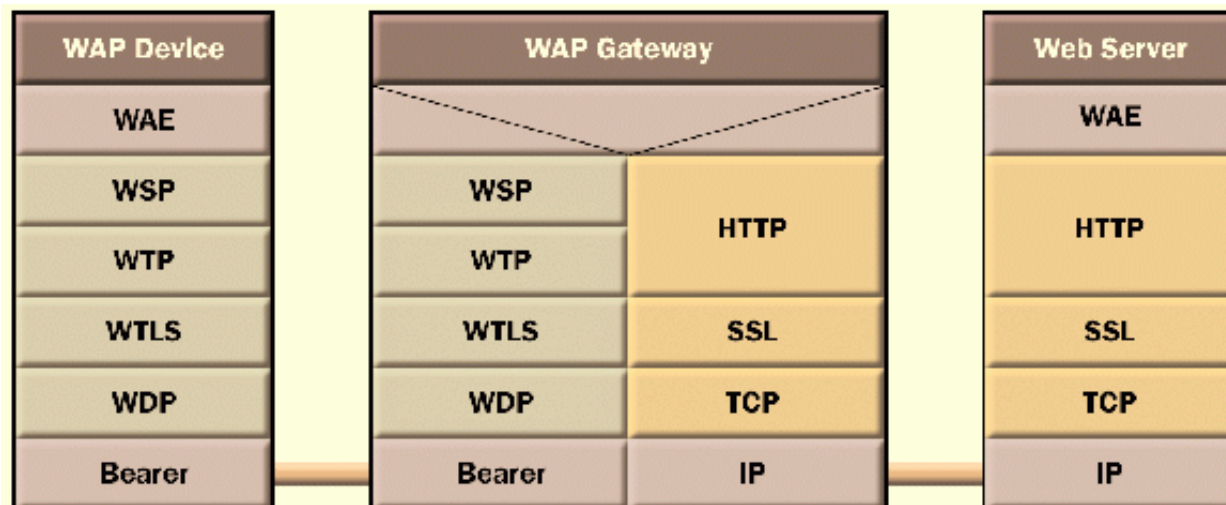 WAP Device
WAE
WSP
WTP
WTLS
WDP
Bearer
WAP Gateway
WSP
WTP
WTLS
WDP
Bearer
HTTP
SSL
TCP
IP
Web Server
WAE
HTTP
SSL
TCP
IP